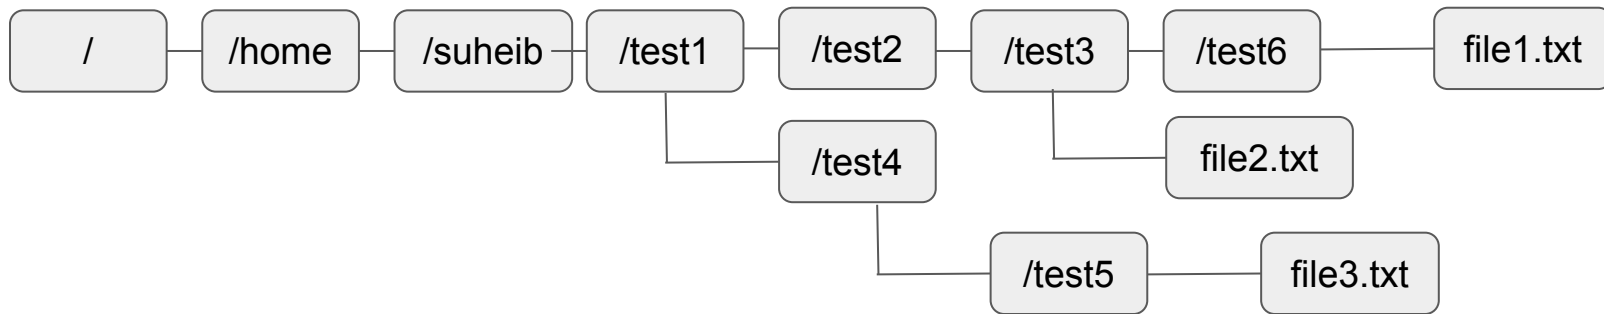 / /home /suheib /test1 /test2 /test3 /test6 file1.txt
/test4 file2.txt
/test5 file3.txt